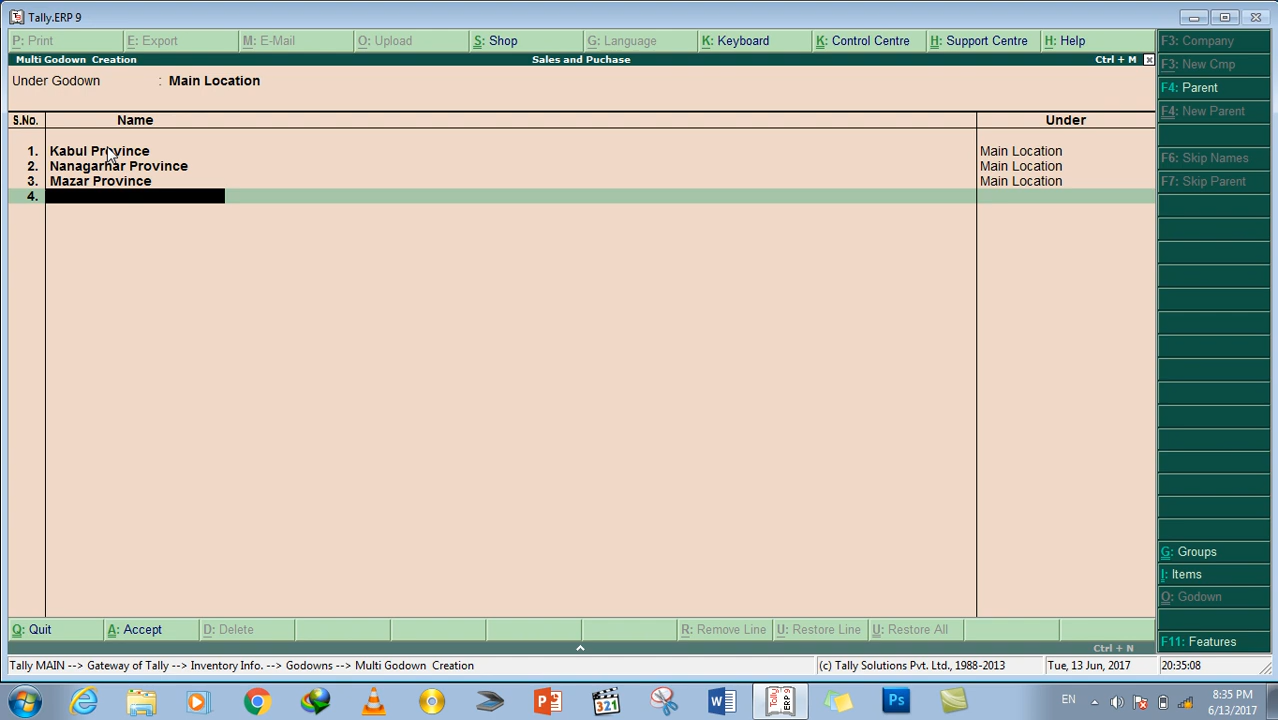 Tally.ERP 9
P: Print E: Export M: E-Mail O: Upload S: Shop G: Language K: Keyboard K: Control Centre H: Support Centre H: Help
Multi Godown Creation Sales and Puchase Ctrl + M
Under Godown : Main Location
S.No. Name Under
1. Kabul Province Main Location
2. Nanagarhar Province Main Location
3. Mazar Province Main Location
4.
F3: Company
F3: New Cmp
F4: Parent
F4: New Parent
F6: Skip Names
F7: Skip Parent
G: Groups
I: Items
O: Godown
F11: Features
Q: Quit A: Accept D: Delete R: Remove Line U: Restore Line U: Restore All
Ctrl + N
Tally MAIN --> Gateway of Tally --> Inventory Info. --> Godowns --> Multi Godown Creation (c) Tally Solutions Pvt. Ltd., 1988-2013 Tue, 13 Jun, 2017 20:35:08
321 W Tally ERP 9 Ps EN 8:35 PM
6/13/2017